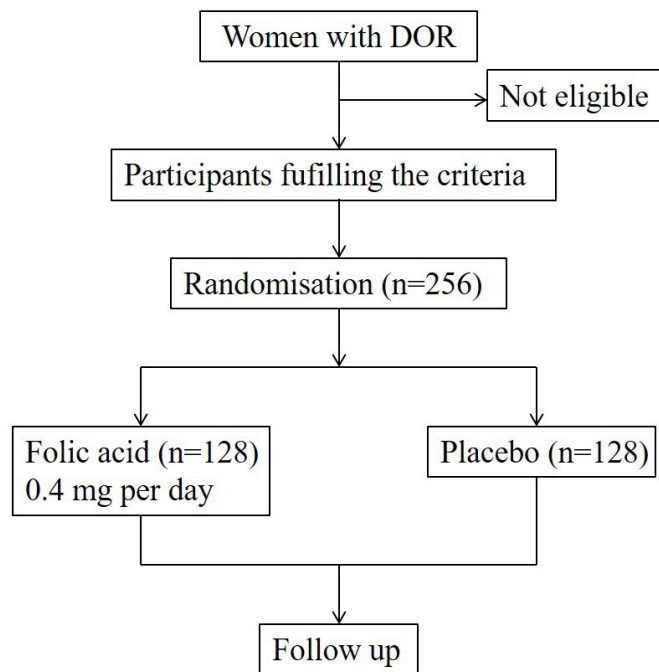 Women with DOR
Not eligible
Participants fufilling the criteria
Randomisation (n=256)
Folic acid (n=128)
0.4 mg per day
Placebo (n=128)
Follow up